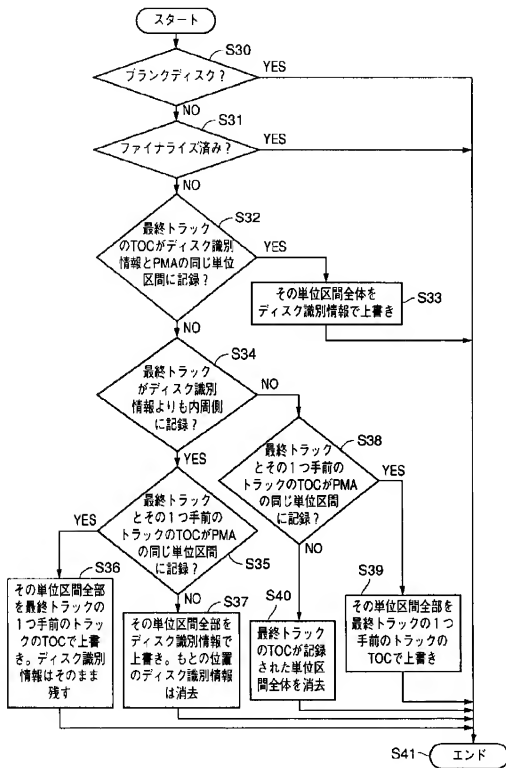 スタート
S30
ブランクディスク?
YES
NO
S31
ファイナライズ済み?
YES
NO
S32
最終トラック
のTOCがディスク識別
情報とPMAの同じ単位
区間に記録?
YES
S33
その単位区間全体を
ディスク識別情報で上書き
NO
S34
最終トラック
がディスク識別
情報よりも内周側
に記録?
NO
YES
S38
最終トラック
とその1つ手前の
トラックのTOCがPMA
の同じ単位区間
に記録?
YES
NO
S35
最終トラック
とその1つ手前の
トラックのTOCがPMA
の同じ単位区間
に記録?
YES
NO
S36
その単位区間全部
を最終トラックの
1つ手前のトラッ
クのTOCで上書
き。ディスク識別
情報はそのまま
残す
S37
その単位区間全部を
ディスク識別情報で
上書き。もとの位置
のディスク識別情報
は消去
S40
最終トラック
のTOCが記録
された単位区
間全体を消去
S39
その単位区間全部を
最終トラックの1つ
手前のトラックの
TOCで上書き
S41
エンド